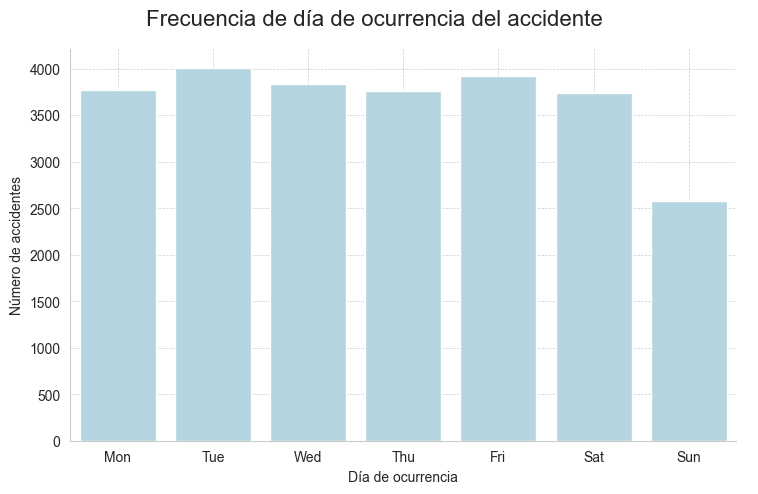 Frecuencia de día de ocurrencia del accidente
Número de accidentes
4000
3500
3000
2500
2000
1500
1000
500
0
Mon Tue Wed Thu Fri Sat Sun
Día de ocurrencia